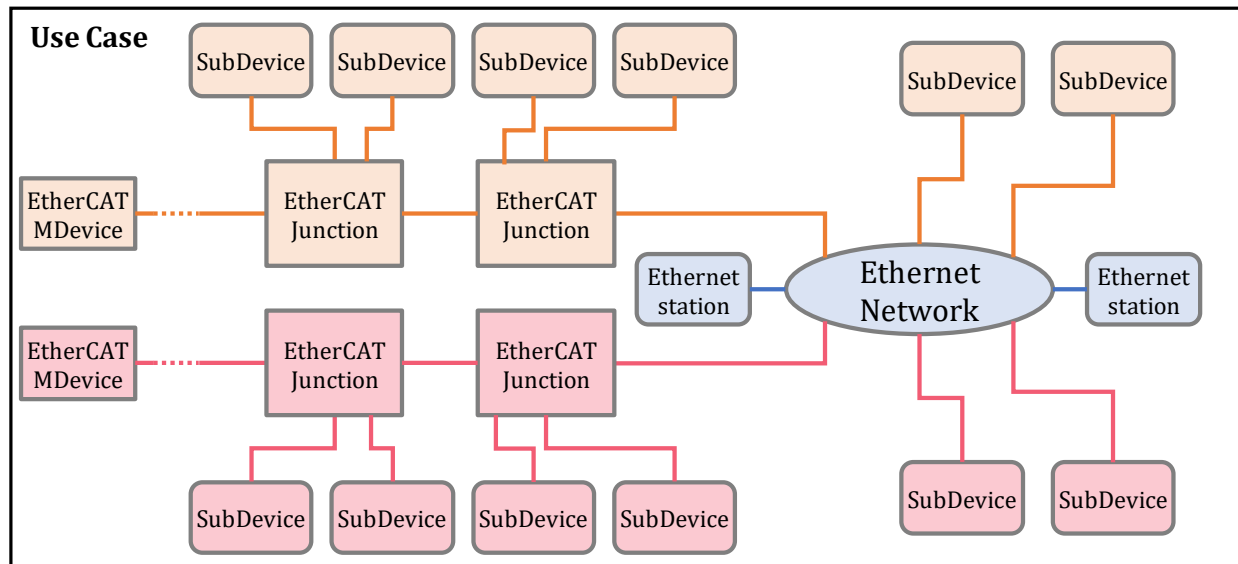 Use Case
SubDevice
SubDevice
SubDevice
SubDevice
SubDevice
SubDevice
EtherCAT
MDevice
EtherCAT
Junction
EtherCAT
Junction
Ethernet
station
Ethernet
Network
Ethernet
station
EtherCAT
MDevice
EtherCAT
Junction
EtherCAT
Junction
SubDevice
SubDevice
SubDevice
SubDevice
SubDevice
SubDevice